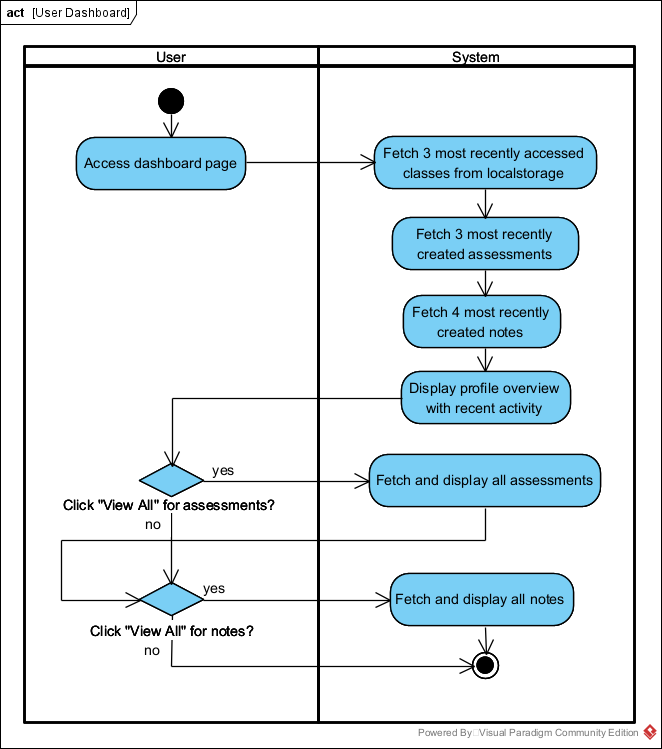 act [User Dashboard]
User
System
Access dashboard page
Fetch 3 most recently accessed
classes from localstorage
Fetch 3 most recently
created assessments
Fetch 4 most recently
created notes
Display profile overview
with recent activity
yes
Click "View All" for assessments?
no
Fetch and display all assessments
yes
Click "View All" for notes?
no
Fetch and display all notes
Powered By Visual Paradigm Community Edition